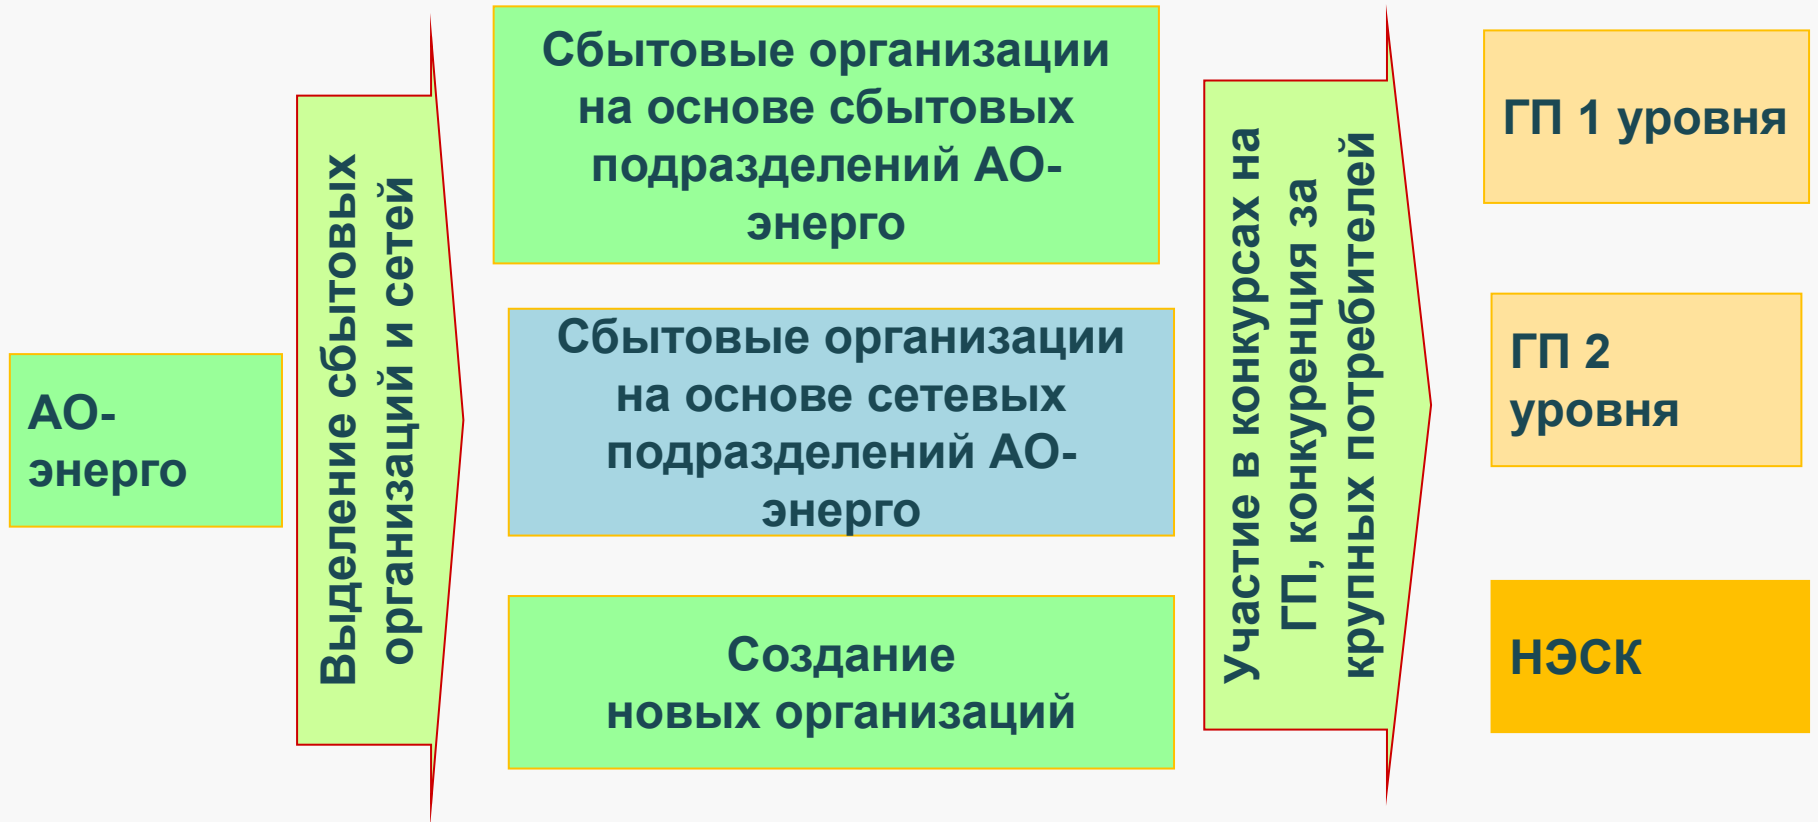 АО-
энерго
Выделение сбытовых
организаций и сетей
Сбытовые организации
на основе сбытовых
подразделений АО-
энерго
Сбытовые организации
на основе сетевых
подразделений АО-
энерго
Создание
новых организаций
Участие в конкурсах на
ГП, конкуренция за
крупных потребителей
ГП 1 уровня
ГП 2
уровня
НЭСК